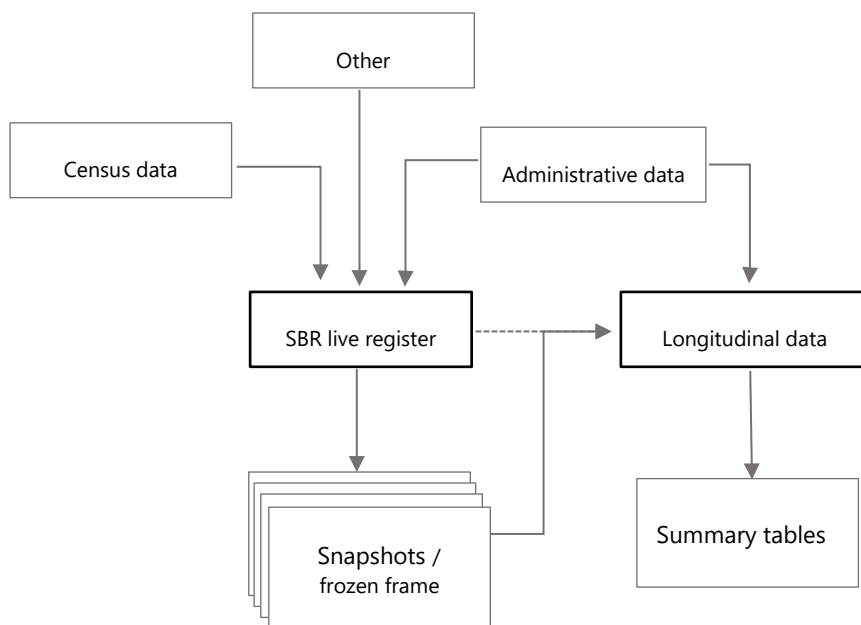 Other
Census data
Administrative data
SBR live register
Longitudinal data
Snapshots /
frozen frame
Summary tables